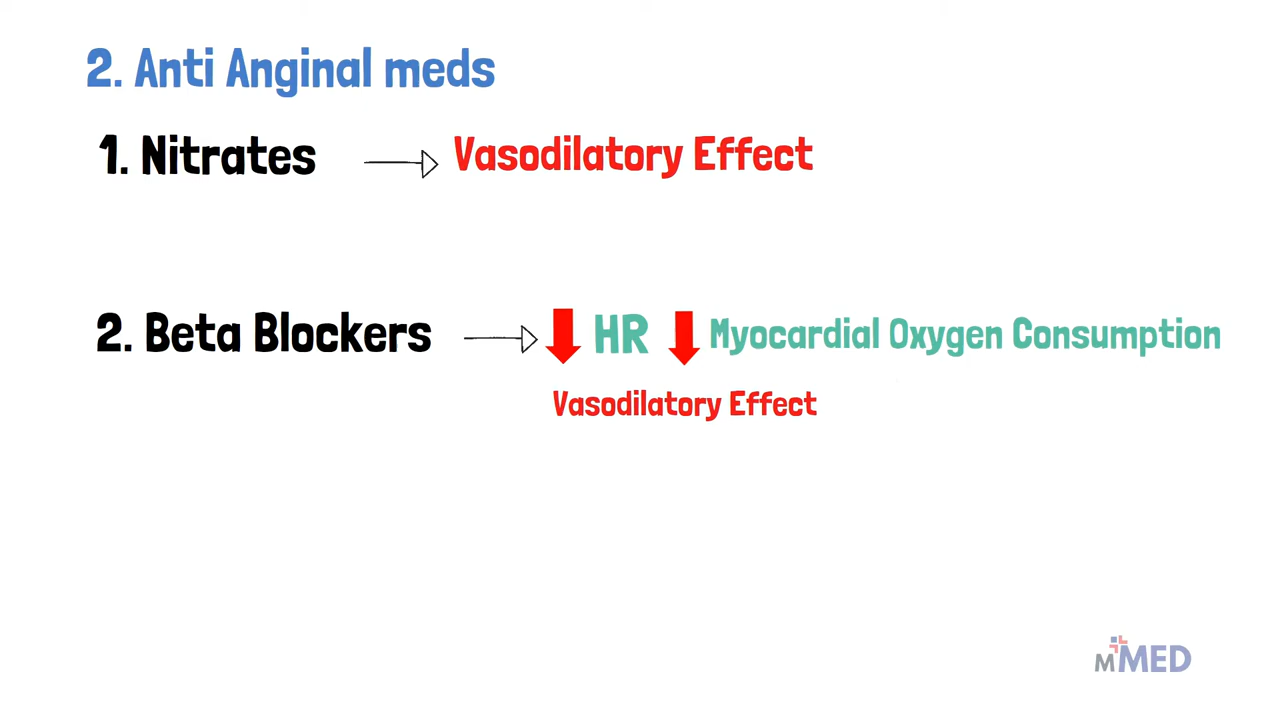 2. Anti Anginal meds
1. Nitrates Vasodilatory Effect
2. Beta Blockers HR Myocardial Oxygen Consumption
Vasodilatory Effect
MMED